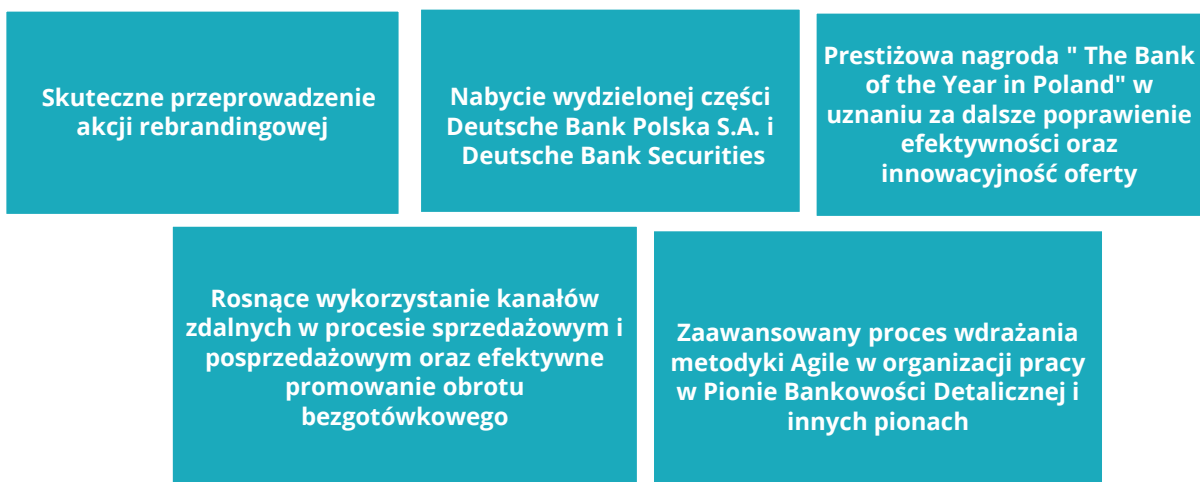 Skuteczne przeprowadzenie
akcji rebrandingowej
Nabycie wydzielonej części
Deutsche Bank Polska S.A. i
Deutsche Bank Securities
Prestiżowa nagroda " The Bank
of the Year in Poland" w
uznaniu za dalsze poprawienie
efektywności oraz
innowacyjność oferty
Rosnące wykorzystanie kanałów
zdalnych w procesie sprzedażowym i
posprzedażowym oraz efektywne
promowanie obrotu
bezgotówkowego
Zaawansowany proces wdrażania
metodyki Agile w organizacji pracy
w Pionie Bankowości Detalicznej i
innych pionach